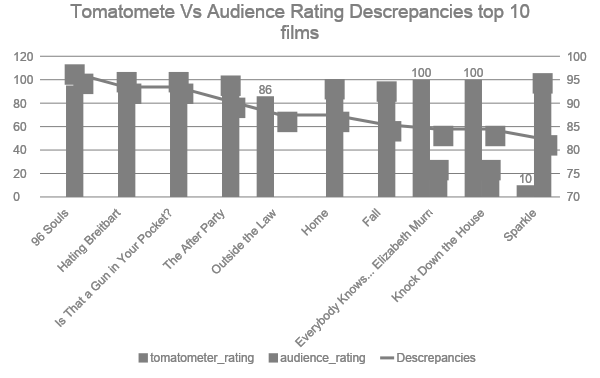 Tomatomete Vs Audience Rating Descrepancies top 10
films
120
100
80
60
40
20
0
100
95
90
85
80
75
70
86
100
100
10
96 Souls
Hating Breitbart
Is That a Gun in Your Pocket?
The After Party
Outside the Law
Home
Fall
Everybody Knows... Elizabeth Murn
Knock Down the House
Sparkle
tomatometer_rating
audience_rating
Descrepancies